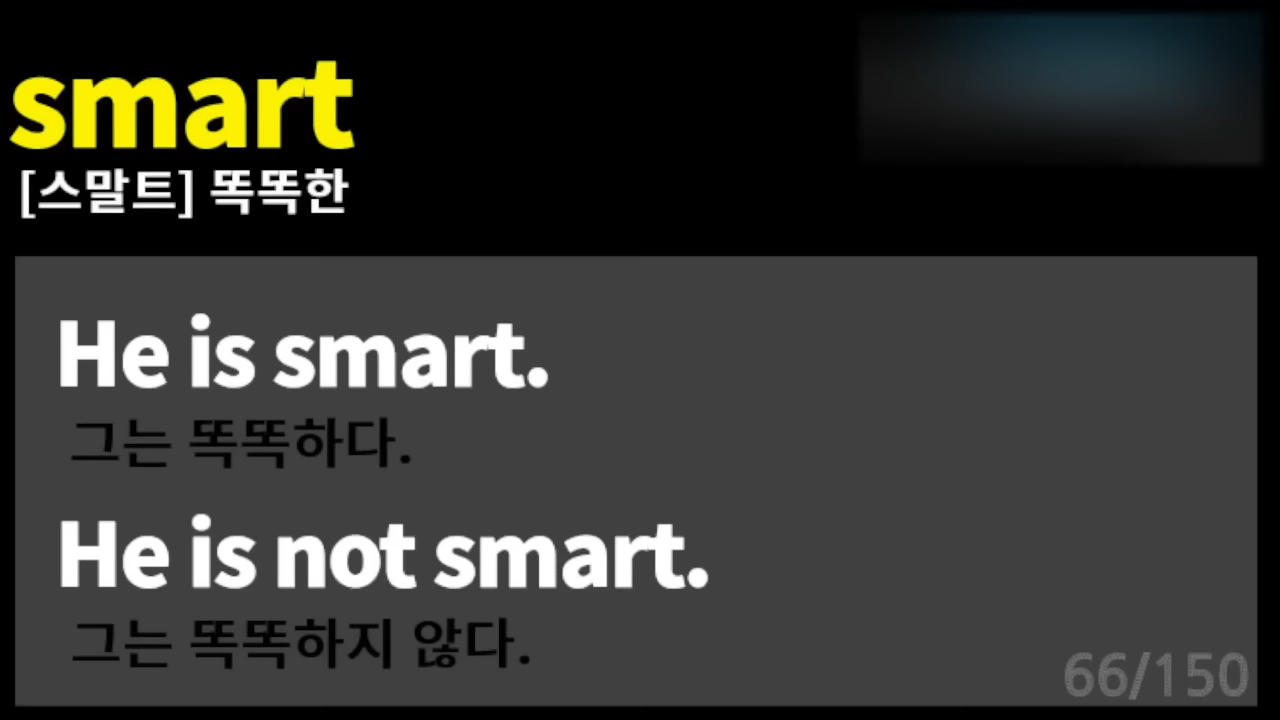 smart
[스말트] 똑똑한
He is smart.
그는 똑똑하다.
He is not smart.
그는 똑똑하지 않다.
66/150